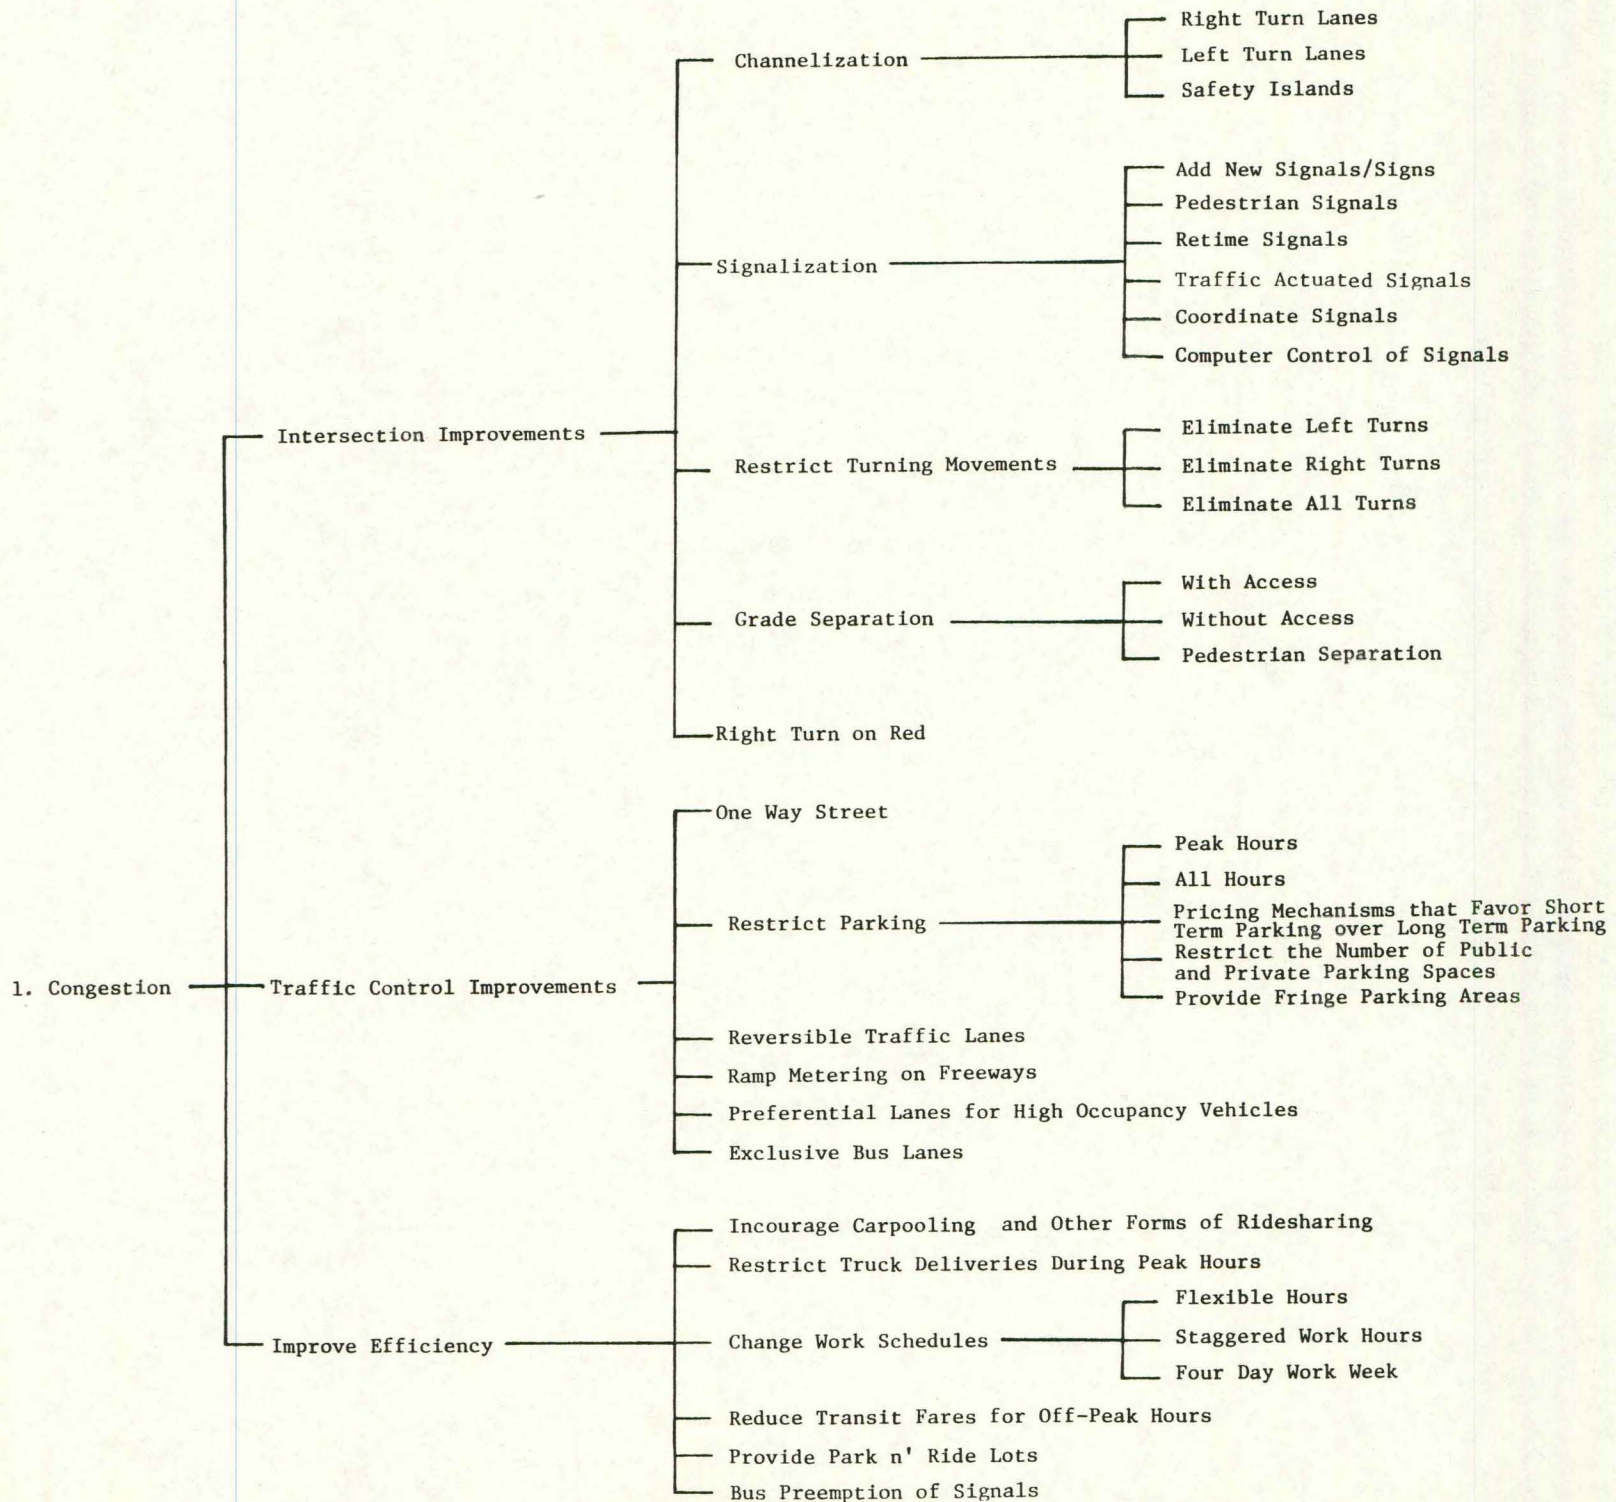 Right Turn Lanes
Channelization
Left Turn Lanes
Safety Islands
Add New Signals/Signs
Pedestrian Signals
Retime Signals
Signalization
Traffic Actuated Signals
Coordinate Signals
Computer Control of Signals
Intersection Improvements
Eliminate Left Turns
Restrict Turning Movements
Eliminate Right Turns
Eliminate All Turns
With Access
Grade Separation
Without Access
Pedestrian Separation
Right Turn on Red
One Way Street
Peak Hours
All Hours
Restrict Parking
Pricing Mechanisms that Favor Short
Term Parking over Long Term Parking
Restrict the Number of Public
and Private Parking Spaces
Provide Fringe Parking Areas
1. Congestion
Traffic Control Improvements
Reversible Traffic Lanes
Ramp Metering on Freeways
Preferential Lanes for High Occupancy Vehicles
Exclusive Bus Lanes
Incourage Carpooling and Other Forms of Ridesharing
Restrict Truck Deliveries During Peak Hours
Flexible Hours
Improve Efficiency
Change Work Schedules
Staggered Work Hours
Four Day Work Week
Reduce Transit Fares for Off-Peak Hours
Provide Park n' Ride Lots
Bus Preemption of Signals